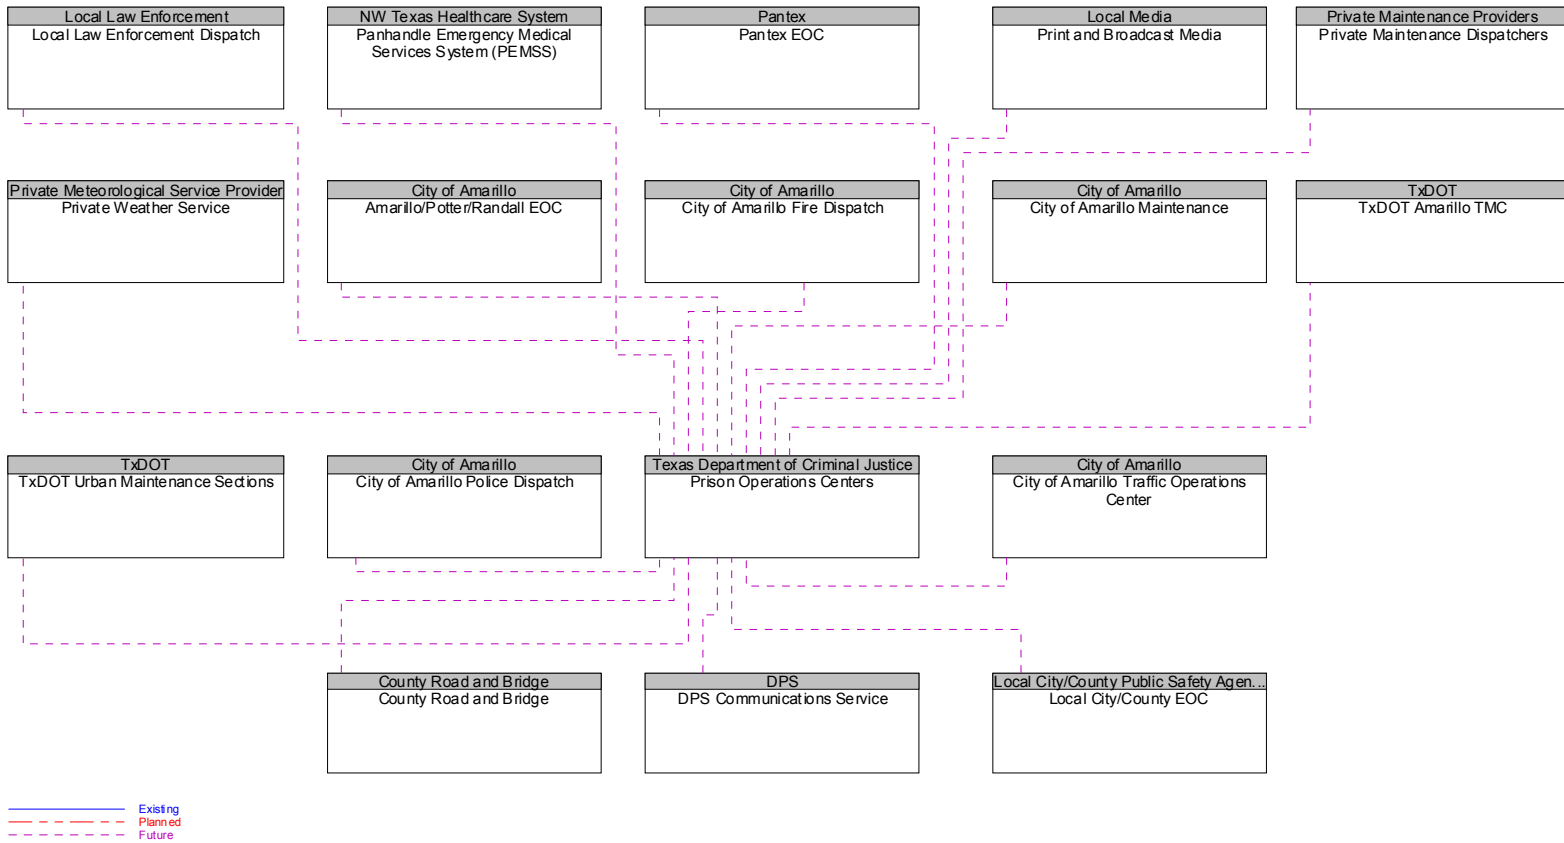 Local Law Enforcement
Local Law Enforcement Dispatch
NW Texas Healthcare System
Panhandle Emergency Medical
Services System (PEMSS)
Pantex
Pantex EOC
Local Media
Print and Broadcast Media
Private Maintenance Providers
Private Maintenance Dispatchers
Private Meteorological Service Provider
Private Weather Service
City of Amarillo
Amarillo/Potter/Randall EOC
City of Amarillo
City of Amarillo Fire Dispatch
City of Amarillo
City of Amarillo Maintenance
TxDOT
TxDOT Amarillo TMC
TxDOT
TxDOT Urban Maintenance Sections
City of Amarillo
City of Amarillo Police Dispatch
Texas Department of Criminal Justice
Prison Operations Centers
City of Amarillo
City of Amarillo Traffic Operations
Center
County Road and Bridge
County Road and Bridge
DPS
DPS Communications Service
Local City/County Public Safety Agen...
Local City/County EOC
Existing
Planned
Future